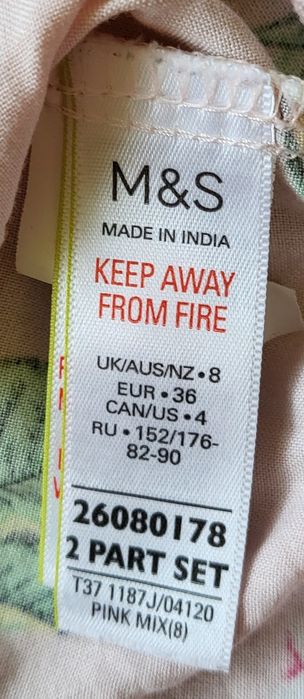 M&S
MADE IN INDIA
KEEP AWAY
FROM FIRE
UK/AUS/NZ•8
EUR•36
CAN/US•4
RU•152/176-
82-90
26080178
2 PART SET
T37 1187J/04120
PINK MIX(8)